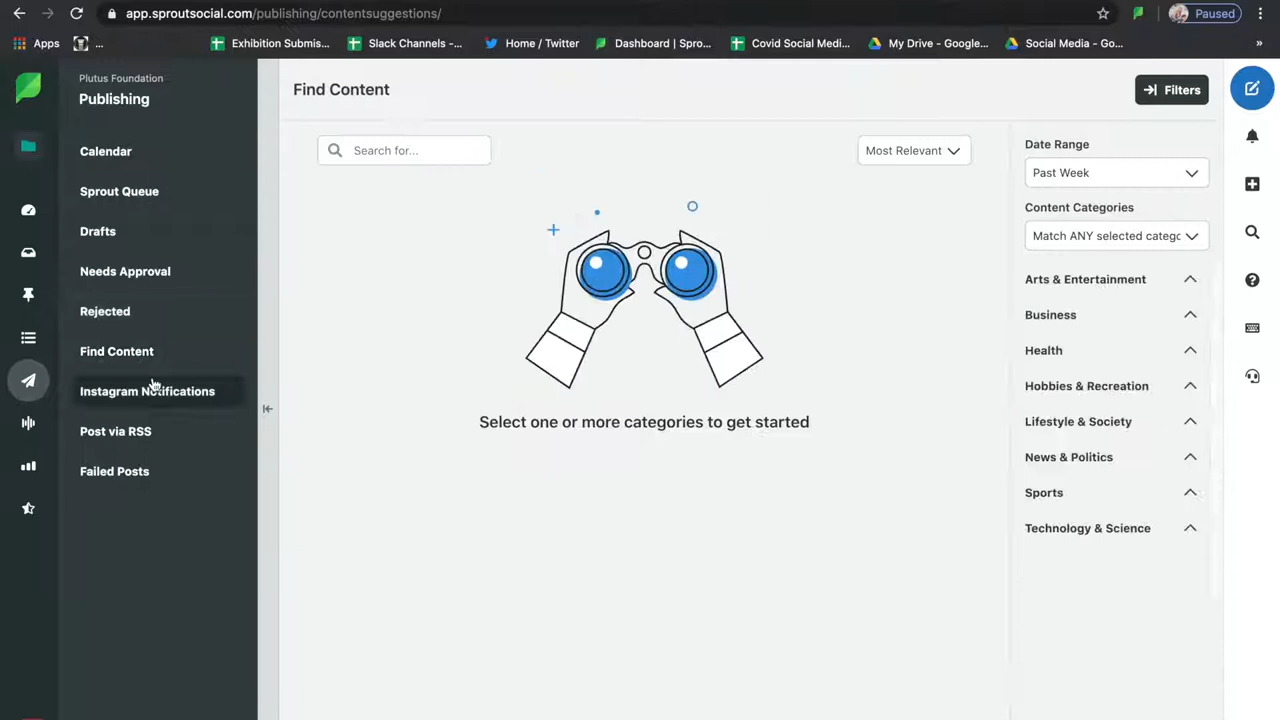 app.sproutsocial.com/publishing/contentsuggestions/
Paused
Apps
...
Exhibition Submis...
Slack Channels -...
Home / Twitter
Dashboard | Spro...
Covid Social Medi...
My Drive - Google...
Social Media - Go...
»
Plutus Foundation
Publishing
Calendar
Sprout Queue
Drafts
Needs Approval
Rejected
Find Content
Instagram Notifications
Post via RSS
Failed Posts
Find Content
Filters
Search for...
Most Relevant
Select one or more categories to get started
Date Range
Past Week
Content Categories
Match ANY selected categc
Arts & Entertainment
Business
Health
Hobbies & Recreation
Lifestyle & Society
News & Politics
Sports
Technology & Science